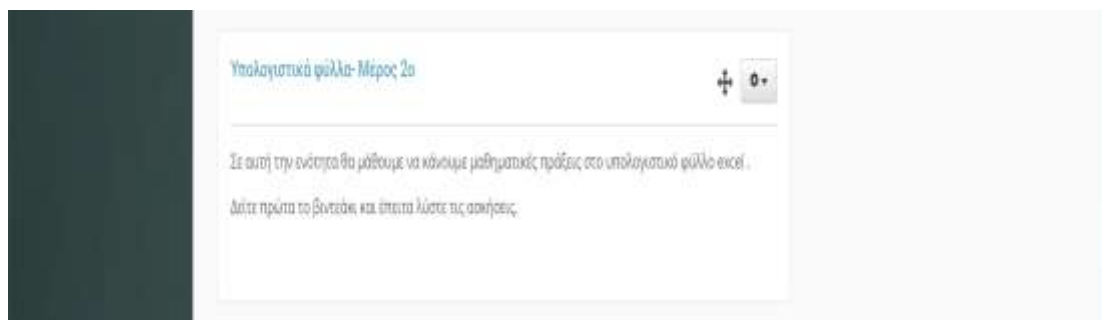 Υπολογιστικά φύλλα- Μέρος 2ο
Σε αυτή την ενότητα θα μάθουμε να κάνουμε μαθηματικές πράξεις στο υπολογιστικό φύλλο excel .
Δείτε πρώτα το βιντεάκι και έπειτα λύστε τις ασκήσεις.